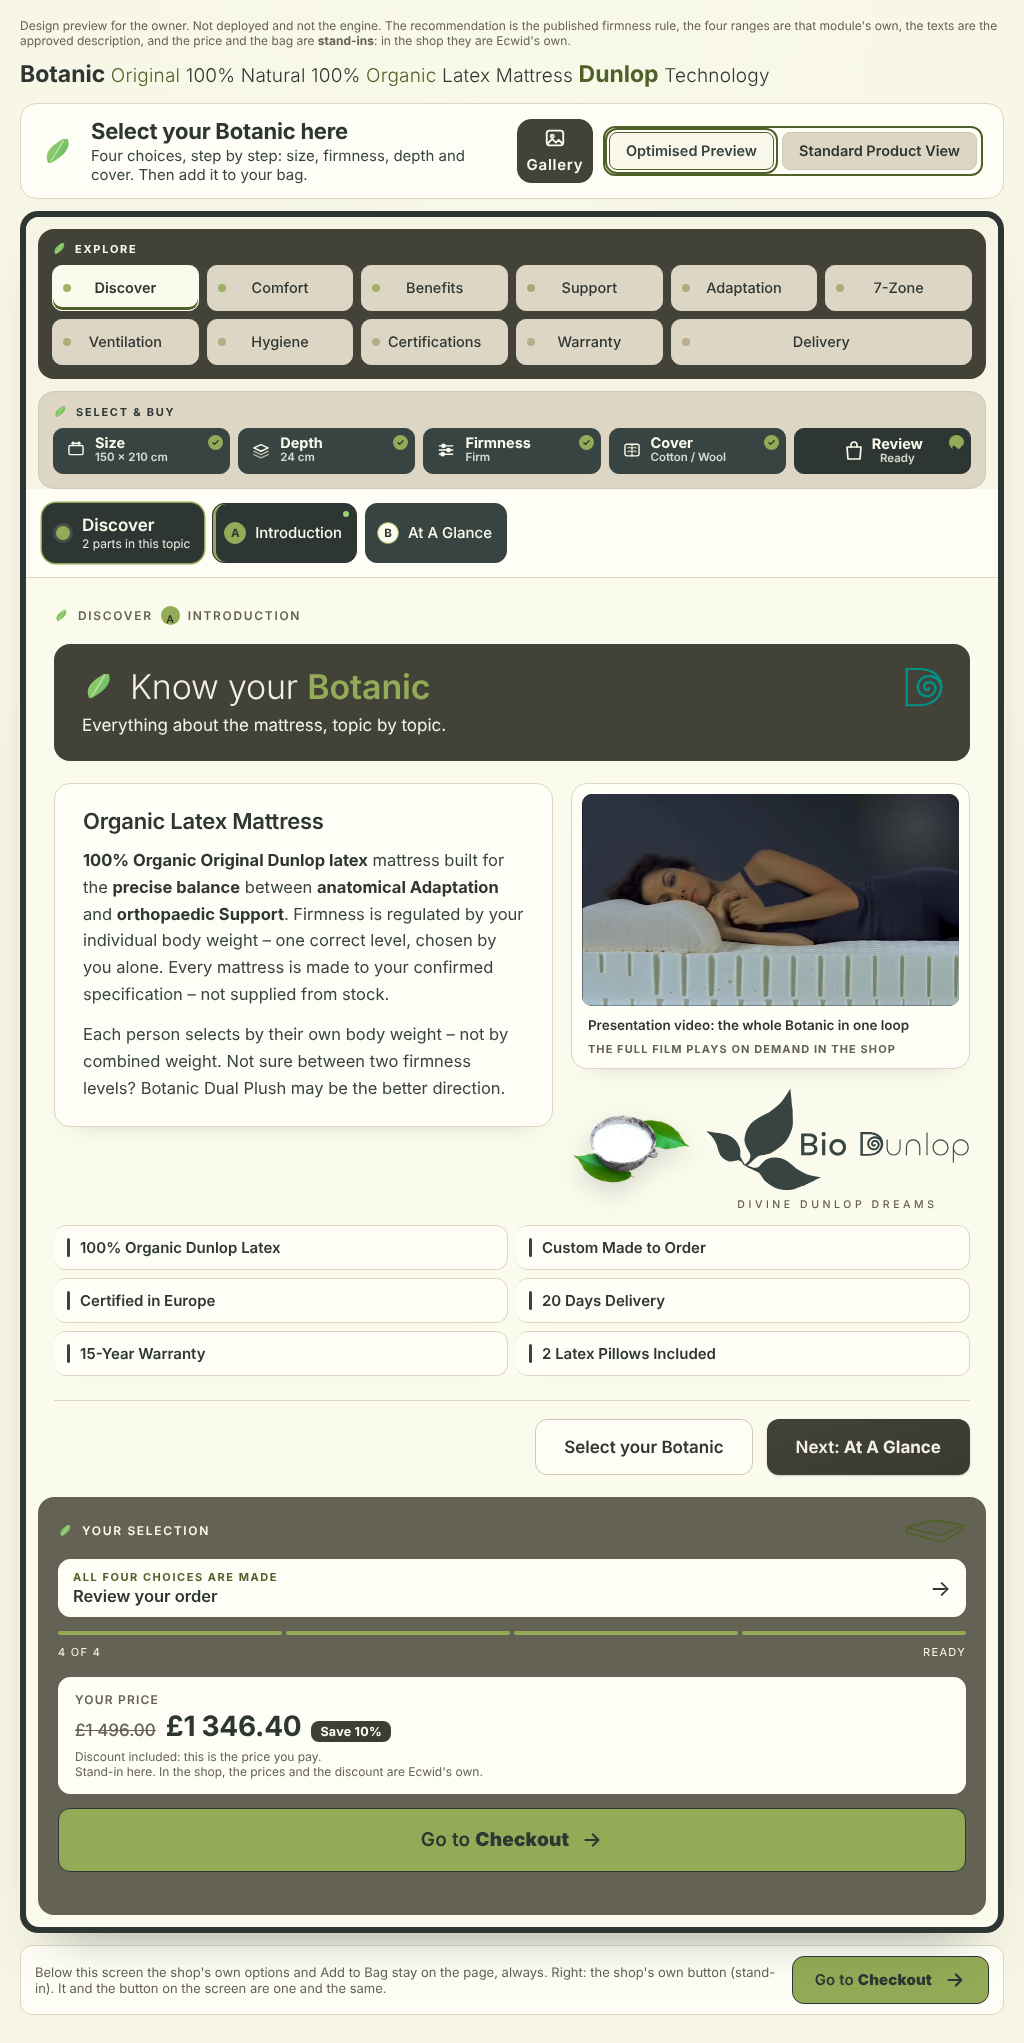 Design preview for the owner. Not deployed and not the engine. The recommendation is the published firmness rule, the four ranges are that module's own, the texts are the
approved description, and the price and the bag are stand-ins: in the shop they are Ecwid's own.
Botanic Original 100% Natural 100% Organic Latex Mattress Dunlop Technology
Select your Botanic here
Four choices, step by step: size, firmness, depth and
cover. Then add it to your bag.
Gallery
Optimised Preview
Standard Product View
EXPLORE
Discover
Comfort
Benefits
Support
Adaptation
7-Zone
Ventilation
Hygiene
Certifications
Warranty
Delivery
SELECT & BUY
Size
150 × 210 cm
Depth
24 cm
Firmness
Firm
Cover
Cotton / Wool
Review
Ready
Discover
2 parts in this topic
A Introduction
B At A Glance
DISCOVER A INTRODUCTION
Know your Botanic
Everything about the mattress, topic by topic.
Organic Latex Mattress
100% Organic Original Dunlop latex mattress built for
the precise balance between anatomical Adaptation
and orthopaedic Support. Firmness is regulated by your
individual body weight – one correct level, chosen by
you alone. Every mattress is made to your confirmed
specification – not supplied from stock.
Each person selects by their own body weight – not by
combined weight. Not sure between two firmness
levels? Botanic Dual Plush may be the better direction.
Presentation video: the whole Botanic in one loop
THE FULL FILM PLAYS ON DEMAND IN THE SHOP
Bio Dunlop
DIVINE DUNLOP DREAMS
100% Organic Dunlop Latex
Custom Made to Order
Certified in Europe
20 Days Delivery
15-Year Warranty
2 Latex Pillows Included
Select your Botanic
Next: At A Glance
YOUR SELECTION
ALL FOUR CHOICES ARE MADE
Review your order
4 OF 4
READY
YOUR PRICE
£1 496.00 £1 346.40 Save 10%
Discount included: this is the price you pay.
Stand-in here. In the shop, the prices and the discount are Ecwid's own.
Go to Checkout
Below this screen the shop's own options and Add to Bag stay on the page, always. Right: the shop's own button (stand-
in). It and the button on the screen are one and the same.
Go to Checkout